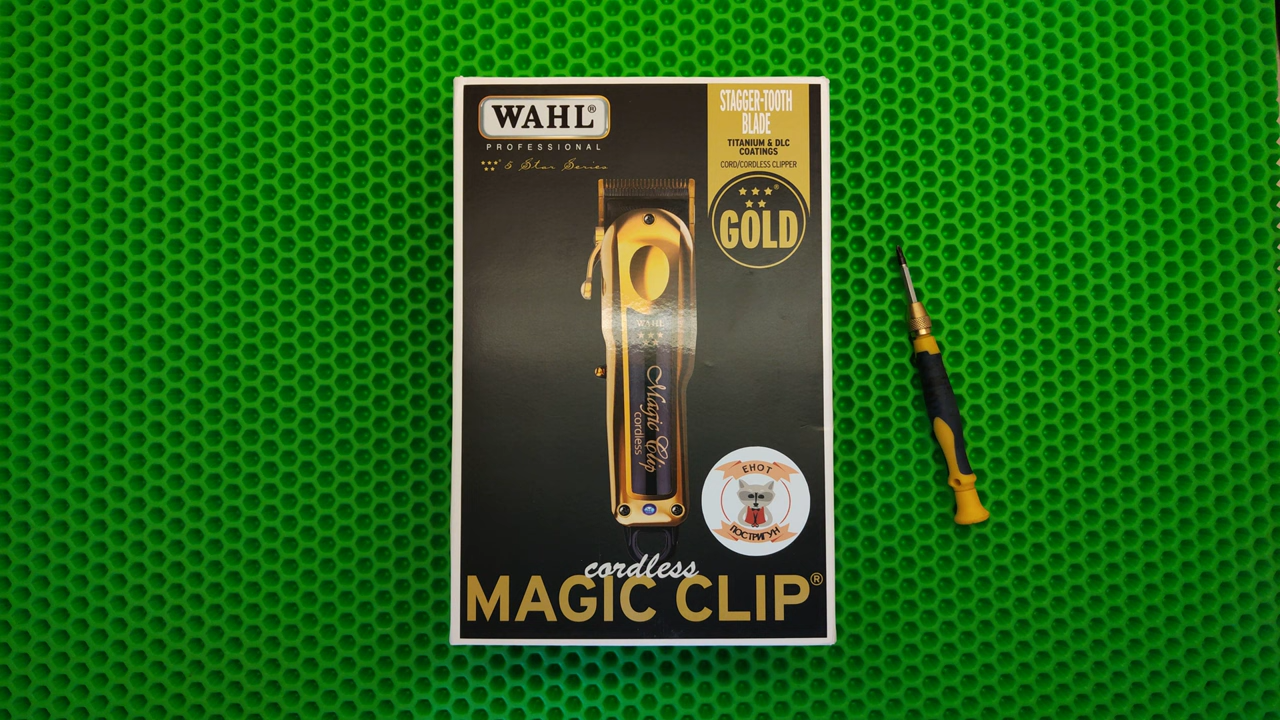 WAHL®
PROFESSIONAL
5 Star Series
STAGGER-TOOTH
BLADE
TITANIUM & DLC
COATINGS
CORD/CORDLESS CLIPPER
GOLD
WAHL
Magic Clip
cordless
ЕНОТ
ПОСТРИГУН
cordless
MAGIC CLIP®